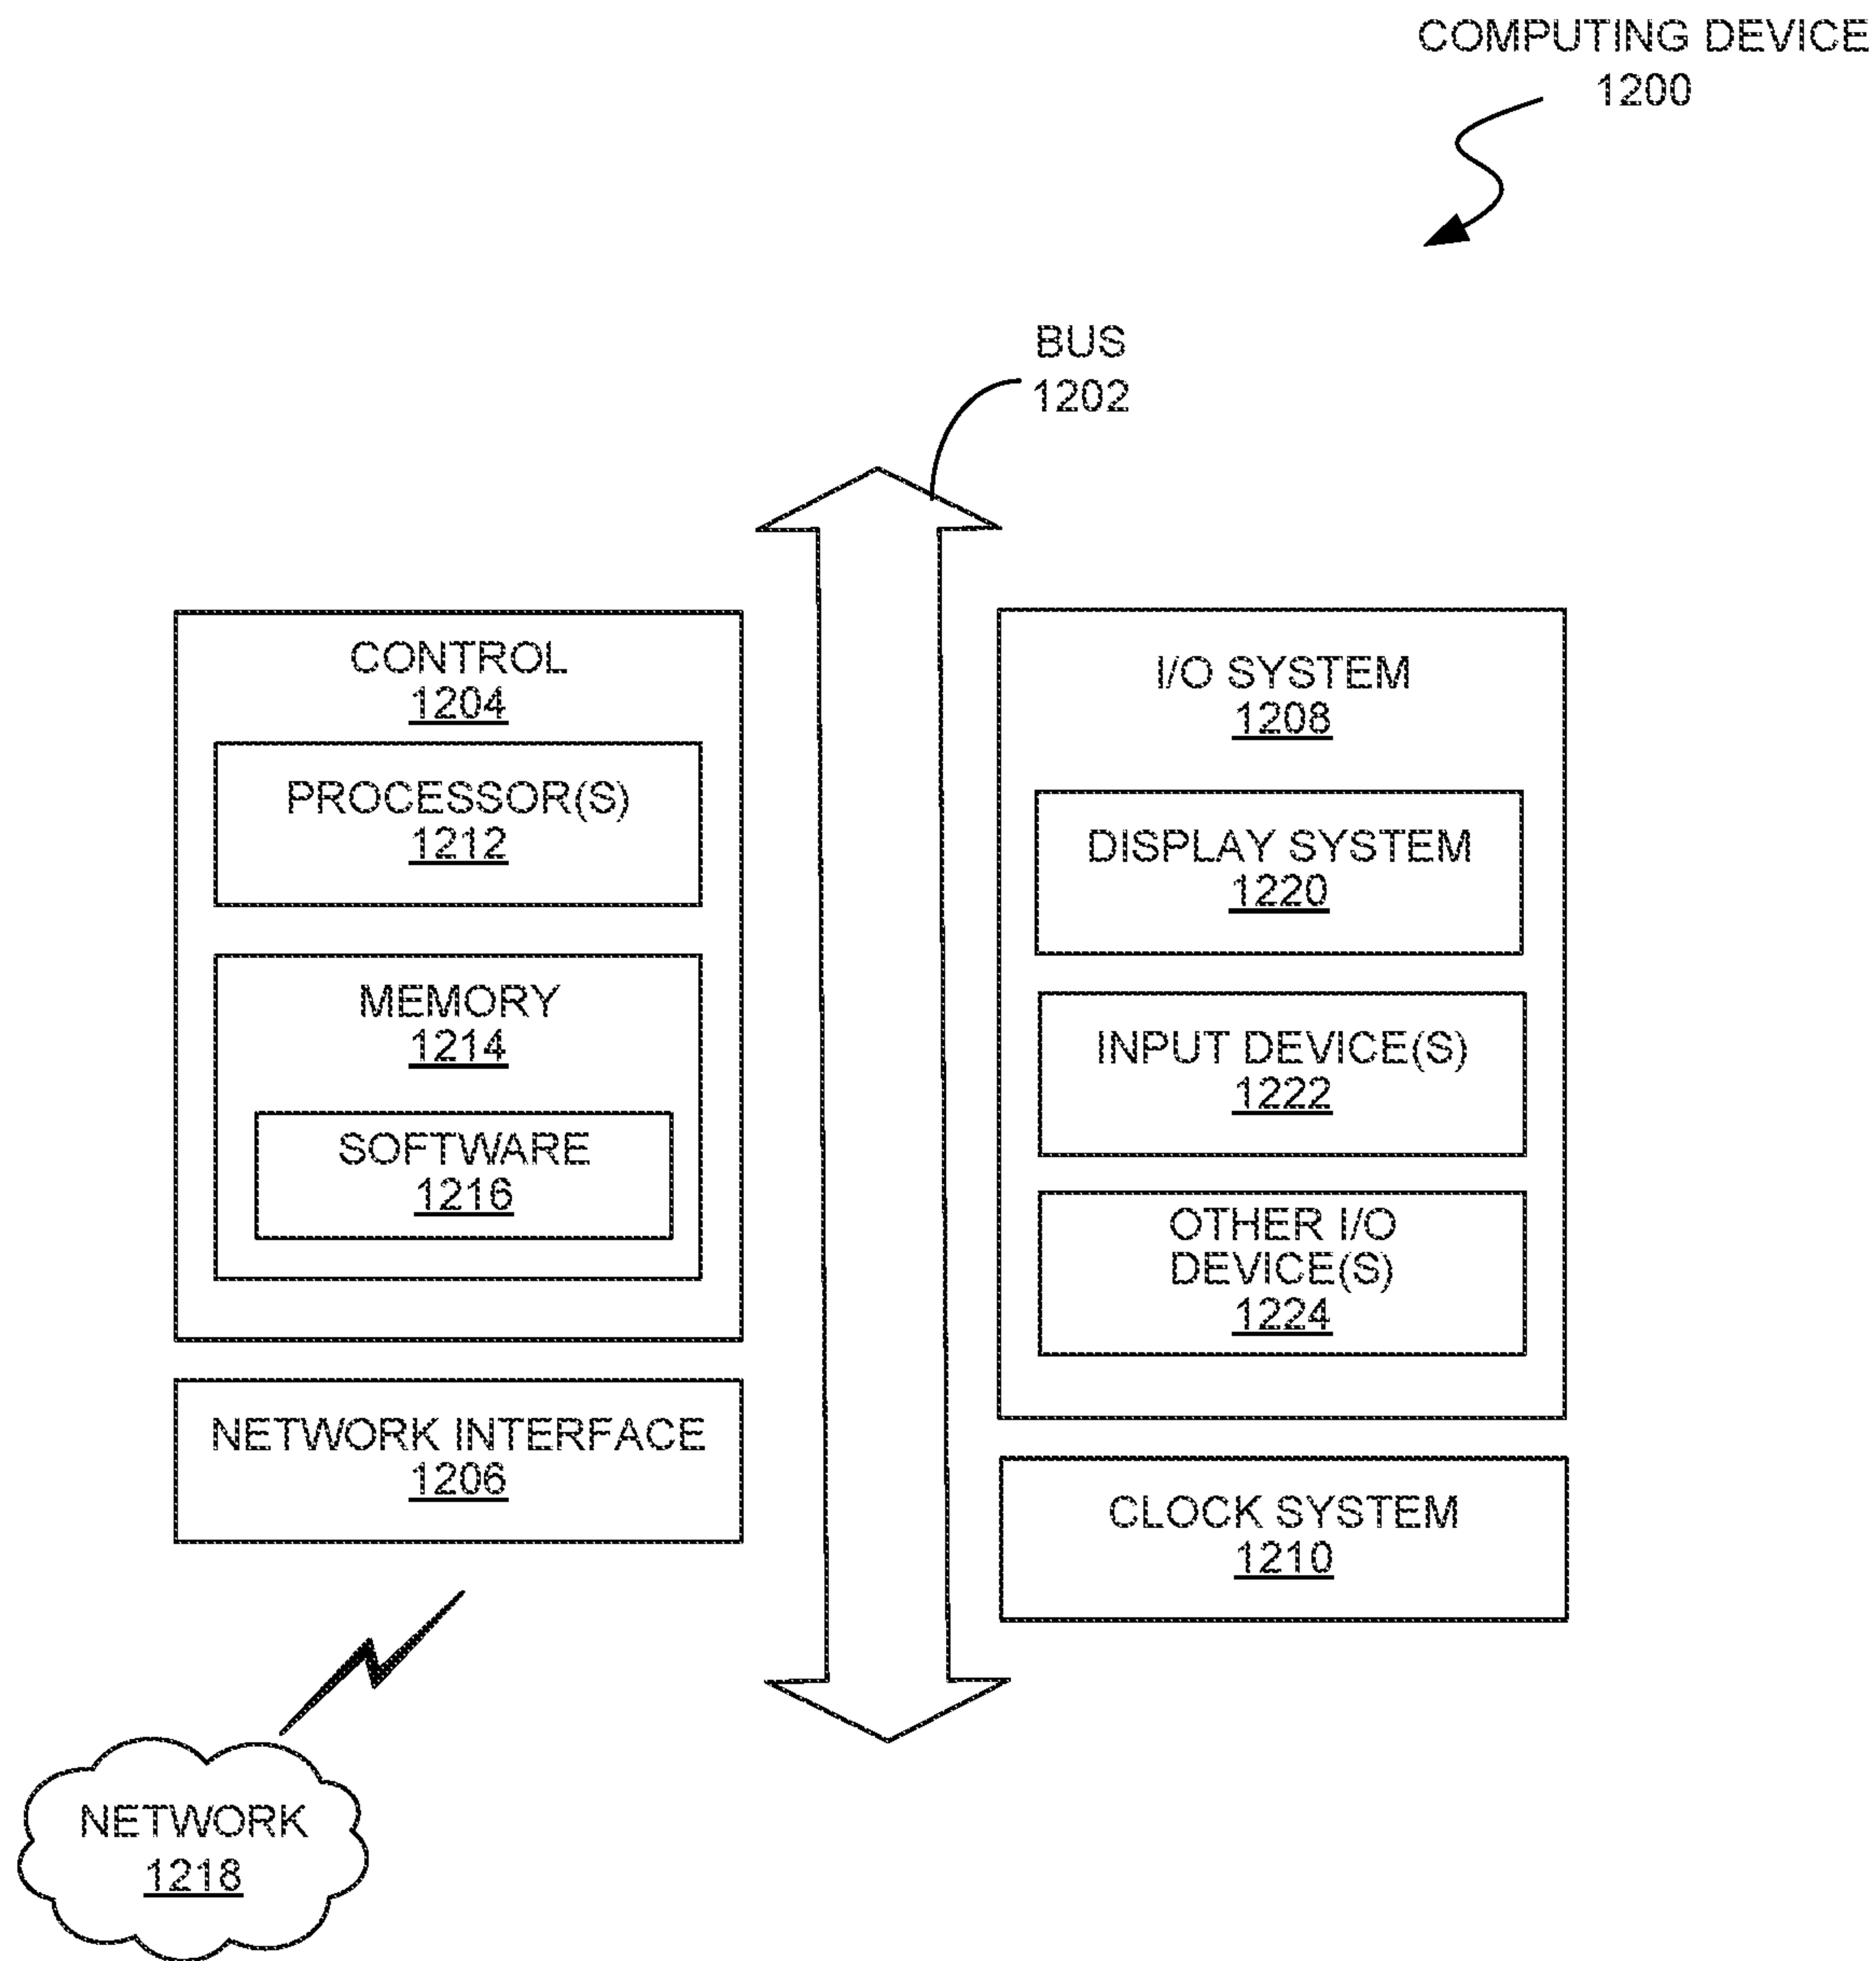 COMPUTING DEVICE
1200
BUS
1202
CONTROL
1204
PROCESSOR(S)
1212
MEMORY
1214
SOFTWARE
1216
NETWORK INTERFACE
1206
NETWORK
1218
I/O SYSTEM
1208
DISPLAY SYSTEM
1220
INPUT DEVICE(S)
1222
OTHER I/O
DEVICE(S)
1224
CLOCK SYSTEM
1210